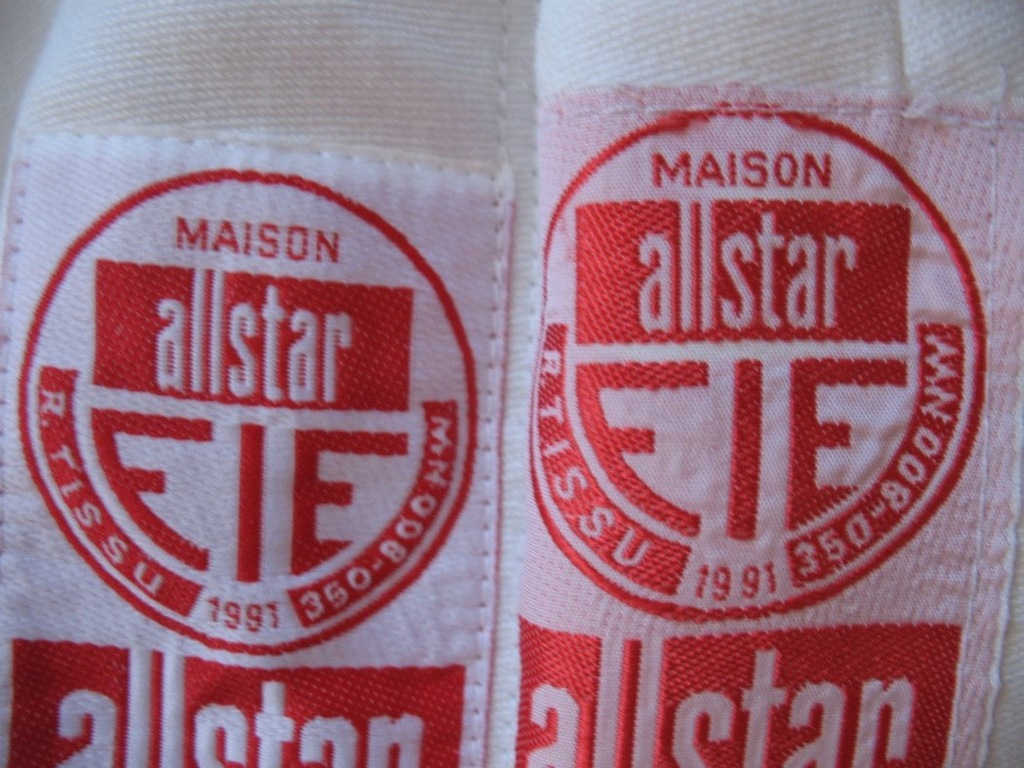 MAISON
allstar
FIE
R.TISSU
1991
350-800NW
allstar
MAISON
allstar
FIE
R.TISSU
1991
350-800NW
allstar